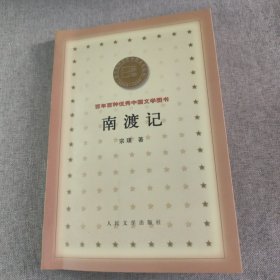 百年百种优秀中国文学图书
南渡记
宗璞 著
人民文学出版社